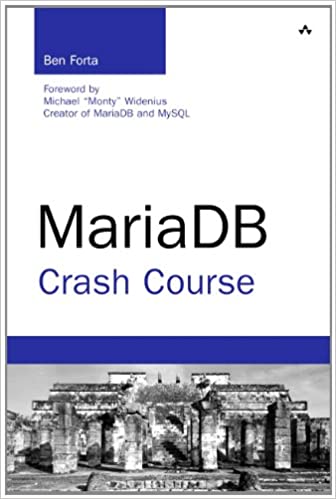 Ben Forta
Foreword by
Michael “Monty” Widenius
Creator of MariaDB and MySQL
MariaDB
Crash Course